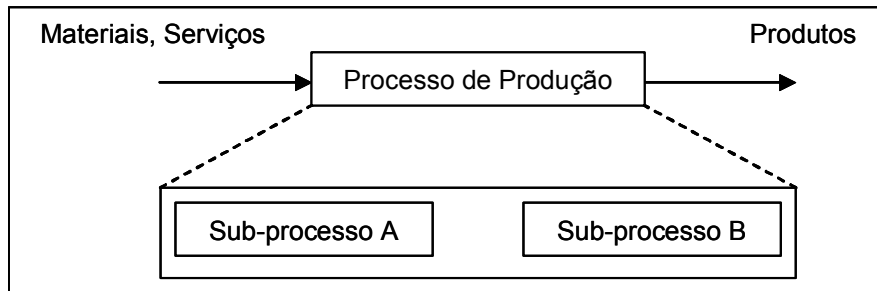 Materiais, Serviços
Produtos
Processo de Produção
Sub-processo A
Sub-processo B